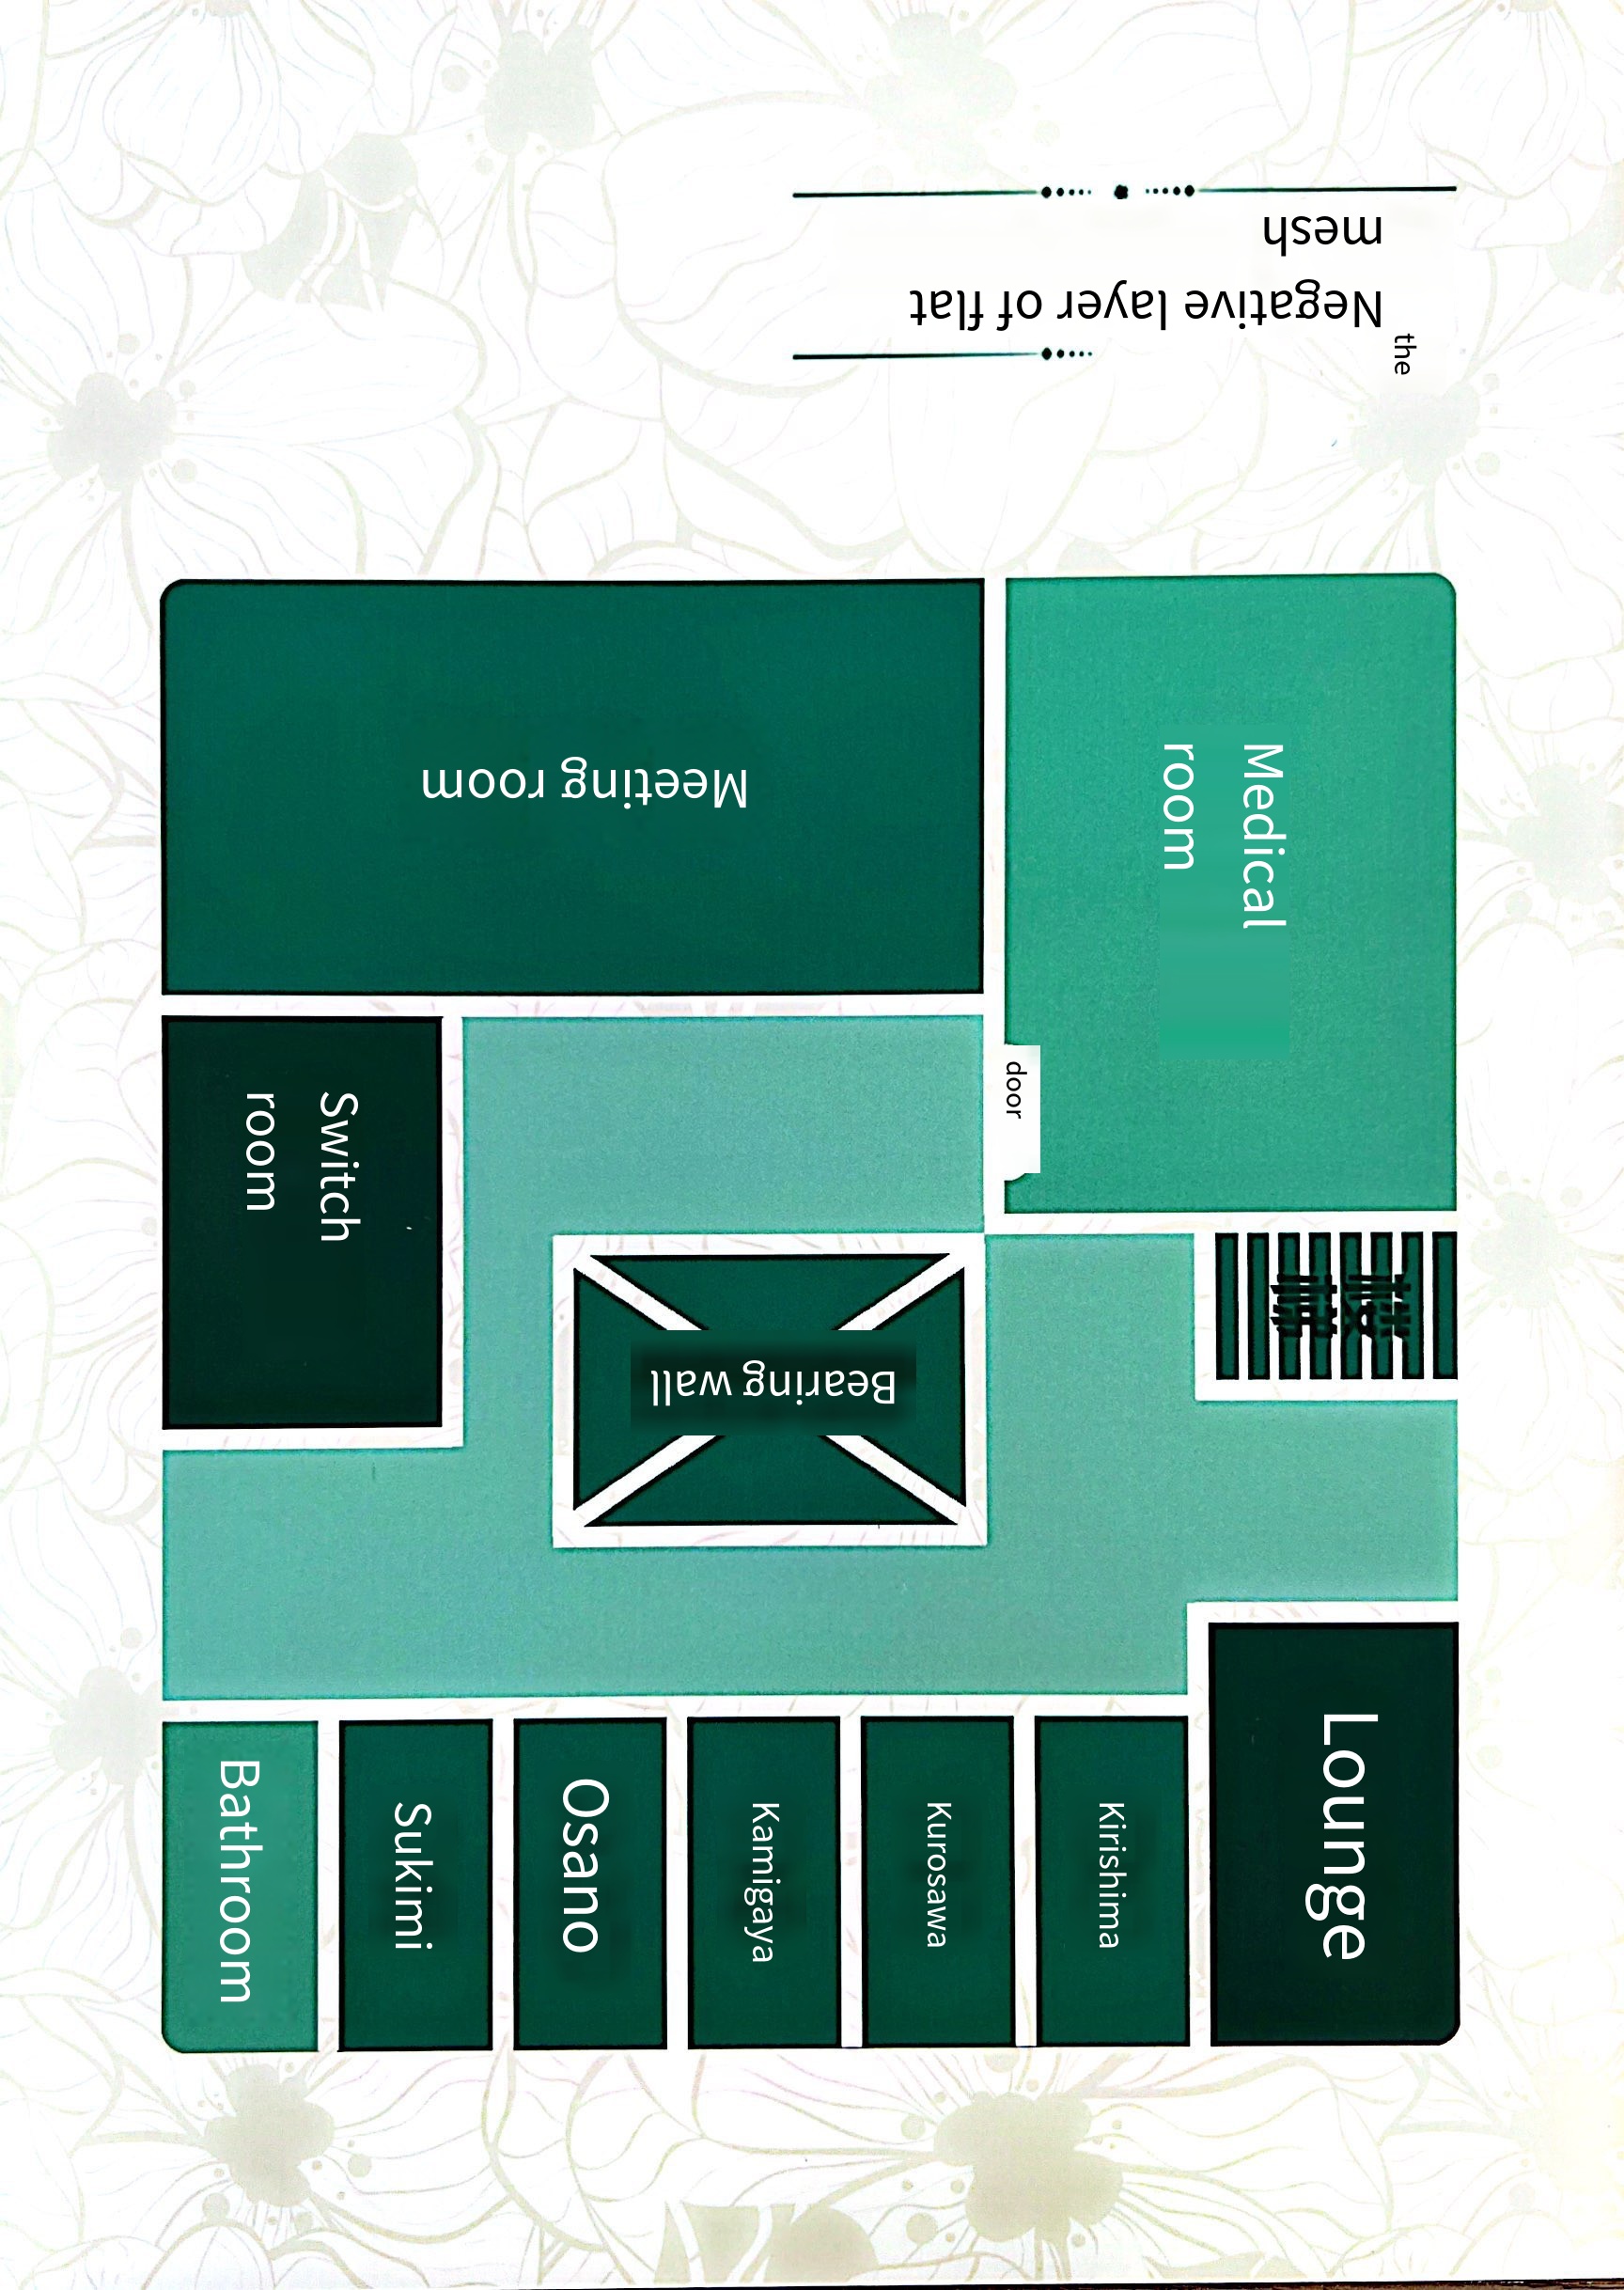 the
Negative layer of flat
mesh
Meeting room
Medical
room
door
Switch
room
Bearing wall
Lounge
Kirishima
Kurosawa
Kamigaya
Osano
Sukimi
Bathroom